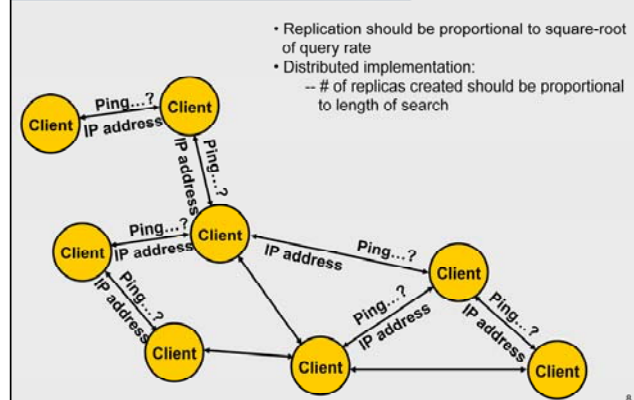 • Replication should be proportional to square-root
of query rate
• Distributed implementation:
-- # of replicas created should be proportional
to length of search
Ping...?
Client
IP address
Client
Ping....?
IP address
Client
Ping...?
IP address
Client
IP address
Ping...?
Client
Ping...?
IP address
Client
Ping...?
IP address
Client
Ping...?
IP address
Client
8